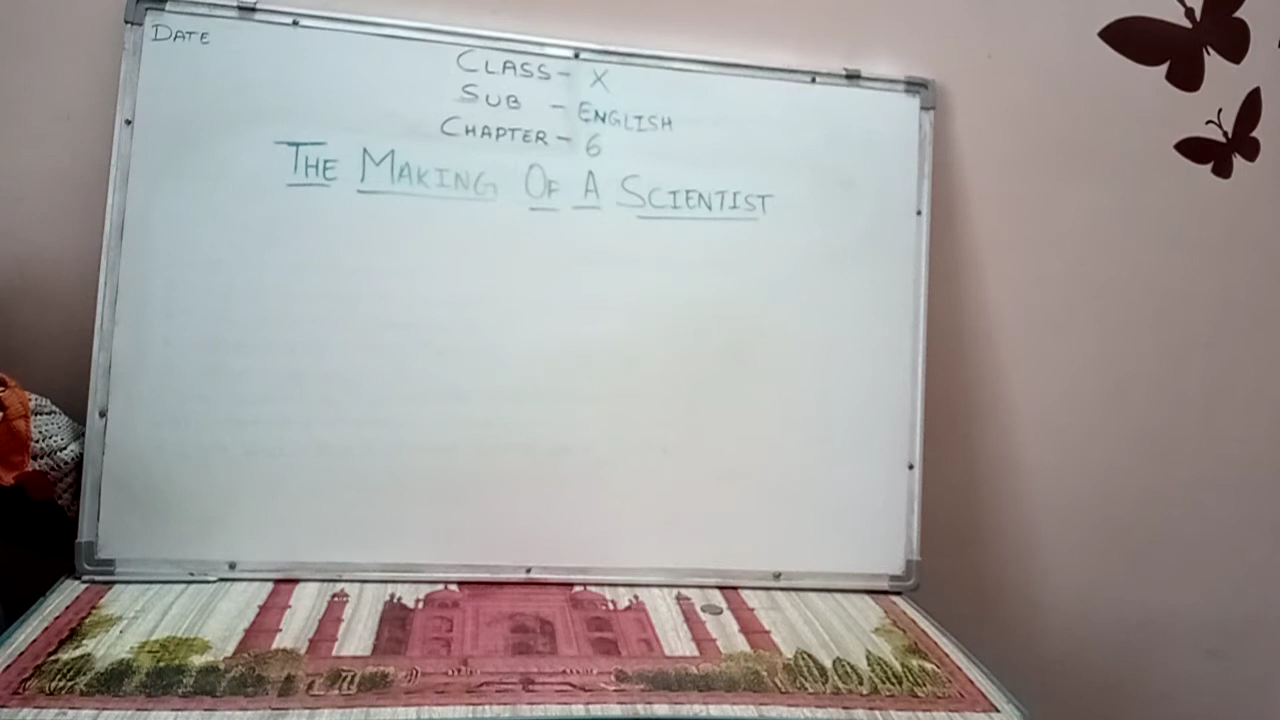 DATE
CLASS- X
SUB - ENGLISH
CHAPTER - 6
THE MAKING OF A SCIENTIST